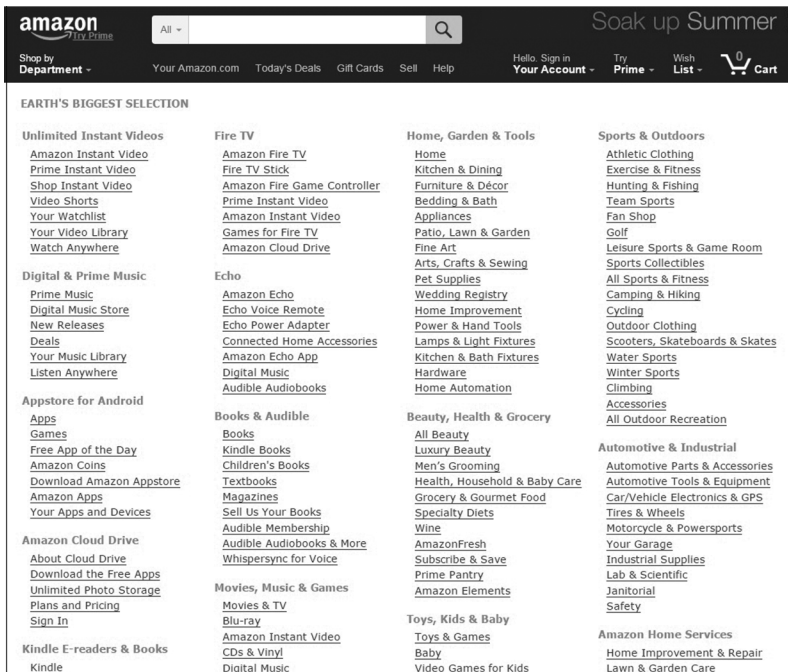 amazon
Try Prime
All
Soak up Summer
Shop by
Department
Your Amazon.com
Today's Deals
Gift Cards
Sell
Help
Hello. Sign in
Your Account
Try
Prime
Wish
List
0
Cart
EARTH'S BIGGEST SELECTION
Unlimited Instant Videos
Amazon Instant Video
Prime Instant Video
Shop Instant Video
Video Shorts
Your Watchlist
Your Video Library
Watch Anywhere
Digital & Prime Music
Prime Music
Digital Music Store
New Releases
Deals
Your Music Library
Listen Anywhere
Appstore for Android
Apps
Games
Free App of the Day
Amazon Coins
Download Amazon Appstore
Amazon Apps
Your Apps and Devices
Amazon Cloud Drive
About Cloud Drive
Download the Free Apps
Unlimited Photo Storage
Plans and Pricing
Sign In
Kindle E-readers & Books
Kindle
Fire TV
Amazon Fire TV
Fire TV Stick
Amazon Fire Game Controller
Prime Instant Video
Amazon Instant Video
Games for Fire TV
Amazon Cloud Drive
Echo
Amazon Echo
Echo Voice Remote
Echo Power Adapter
Connected Home Accessories
Amazon Echo App
Digital Music
Audible Audiobooks
Books & Audible
Books
Kindle Books
Children's Books
Textbooks
Magazines
Sell Us Your Books
Audible Membership
Audible Audiobooks & More
Whispersync for Voice
Movies, Music & Games
Movies & TV
Blu-ray
Amazon Instant Video
CDs & Vinyl
Digital Music
Home, Garden & Tools
Home
Kitchen & Dining
Furniture & Décor
Bedding & Bath
Appliances
Patio, Lawn & Garden
Fine Art
Arts, Crafts & Sewing
Pet Supplies
Wedding Registry
Home Improvement
Power & Hand Tools
Lamps & Light Fixtures
Kitchen & Bath Fixtures
Hardware
Home Automation
Beauty, Health & Grocery
All Beauty
Luxury Beauty
Men's Grooming
Health, Household & Baby Care
Grocery & Gourmet Food
Specialty Diets
Wine
AmazonFresh
Subscribe & Save
Prime Pantry
Amazon Elements
Toys, Kids & Baby
Toys & Games
Baby
Video Games for Kids
Sports & Outdoors
Athletic Clothing
Exercise & Fitness
Hunting & Fishing
Team Sports
Fan Shop
Golf
Leisure Sports & Game Room
Sports Collectibles
All Sports & Fitness
Camping & Hiking
Cycling
Outdoor Clothing
Scooters, Skateboards & Skates
Water Sports
Winter Sports
Climbing
Accessories
All Outdoor Recreation
Automotive & Industrial
Automotive Parts & Accessories
Automotive Tools & Equipment
Car/Vehicle Electronics & GPS
Tires & Wheels
Motorcycle & Powersports
Your Garage
Industrial Supplies
Lab & Scientific
Janitorial
Safety
Amazon Home Services
Home Improvement & Repair
Lawn & Garden Care